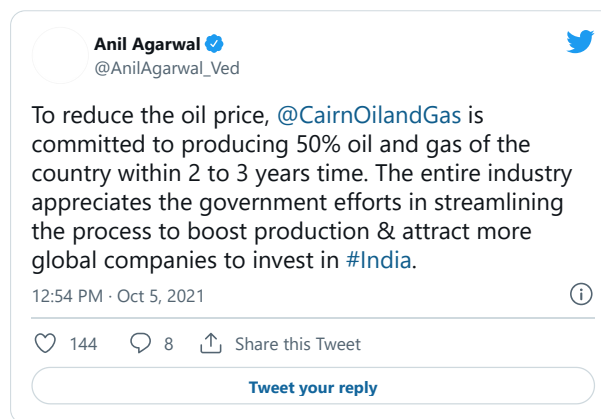 Anil Agarwal
@AnilAgarwal_Ved
To reduce the oil price, @CairnOilandGas is
committed to producing 50% oil and gas of the
country within 2 to 3 years time. The entire industry
appreciates the government efforts in streamlining
the process to boost production & attract more
global companies to invest in #India.
12:54 PM · Oct 5, 2021
144 8 Share this Tweet
Tweet your reply